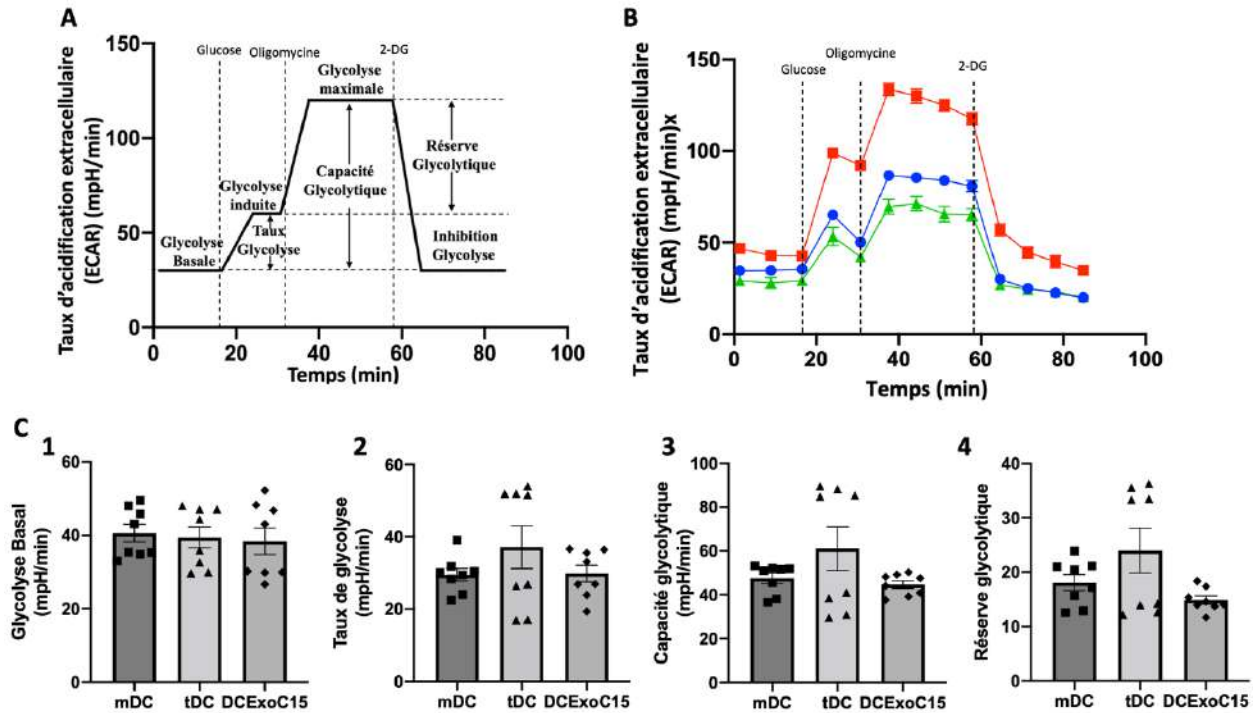 A
Taux d'acidification extracellulaire
(ECAR) (mpH/min)
150
100
50
0
0
20
40
60
80
100
Temps (min)
Glucose
Oligomycine
2-DG
Glycolyse
maximale
Réserve
Glycolytique
Capacité
Glycolytique
Glycolyse
induite
Taux
Glycolyse
Glycolyse
Basale
Inhibition
Glycolyse
B
Taux d'acidification extracellulaire
(ECAR) (mpH/min)x
150
100
50
0
0
20
40
60
80
100
Temps (min)
Glucose
Oligomycine
2-DG
C
1
Glycolyse Basal
(mpH/min)
60
40
20
0
mDC
tDC
DCExoC15
2
Taux de glycolyse
(mpH/min)
60
40
20
0
mDC
tDC
DCExoC15
3
Capacité glycolytique
(mpH/min)
100
80
60
40
20
0
mDC
tDC
DCExoC15
4
Réserve glycolytique
(mpH/min)
40
30
20
10
0
mDC
tDC
DCExoC15